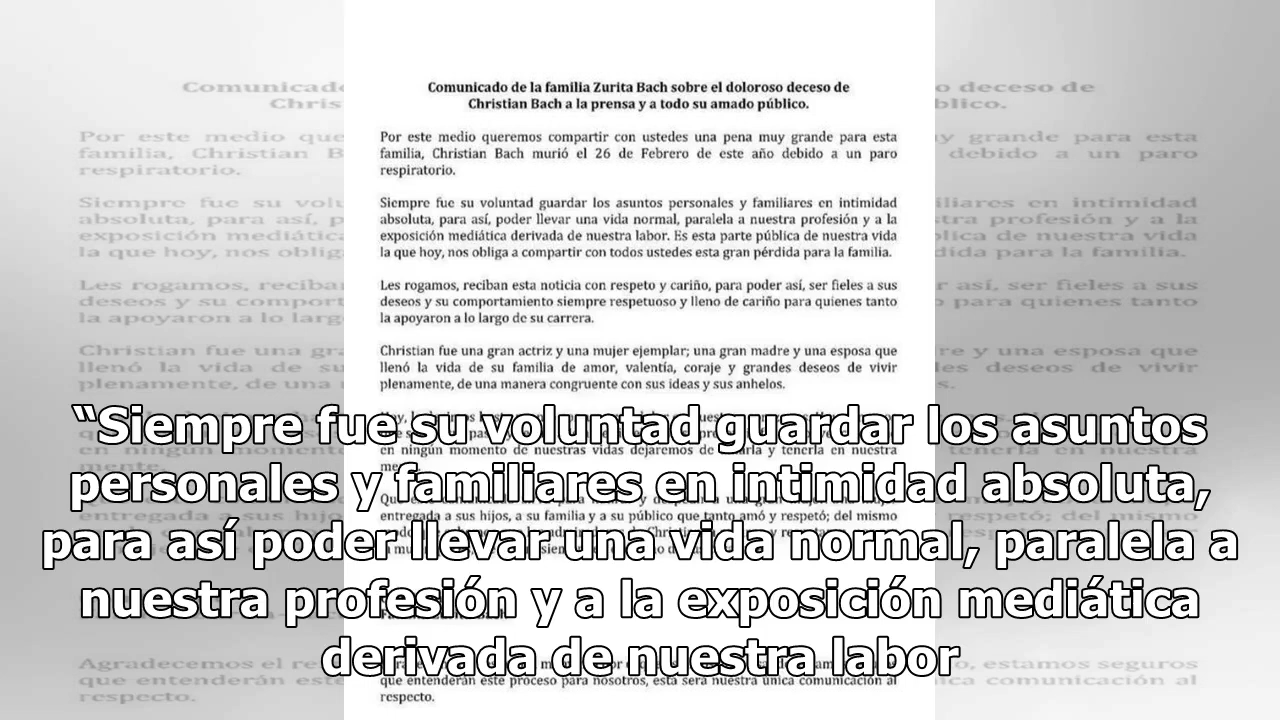 Comunicado de la familia Zurita Bach sobre el doloroso deceso de
Christian Bach a la prensa y a todo su amado público.
Por este medio queremos compartir con ustedes una pena muy grande para esta
familia, Christian Bach murió el 26 de Febrero de este año debido a un paro
respiratorio.
Siempre fue su voluntad guardar los asuntos personales y familiares en intimidad
absoluta, para así, poder llevar una vida normal, paralela a nuestra profesión y a la
exposición mediática derivada de nuestra labor. Es esta parte pública de nuestra vida
la que hoy, nos obliga a compartir con todos ustedes esta gran pérdida para la familia.
Les rogamos, reciban esta noticia con respeto y cariño, para poder así, ser fieles a sus
deseos y su comportamiento siempre respetuoso y lleno de cariño para quienes tanto
la apoyaron a lo largo de su carrera.
Christian fue una gran actriz y una mujer ejemplar; una gran madre y una esposa que
llenó la vida de su familia de amor, valentía, coraje y grandes deseos de vivir
plenamente, de una manera congruente con sus ideas y sus anhelos.
“Siempre fue su voluntad guardar los asuntos
en ningún momento de nuestras vidas dejaremos de y tenerla en nuestra
personales y familiares en intimidad absoluta,
entregada a sus hijos, a su familia y a su público que tanto amó y respetó; del mismo
para así poder llevar una vida normal, paralela a
nuestra profesión y a la exposición mediática
derivada de nuestra labor
que entenderán este proceso para nosotros, esta será nuestra única comunicación al
respecto.